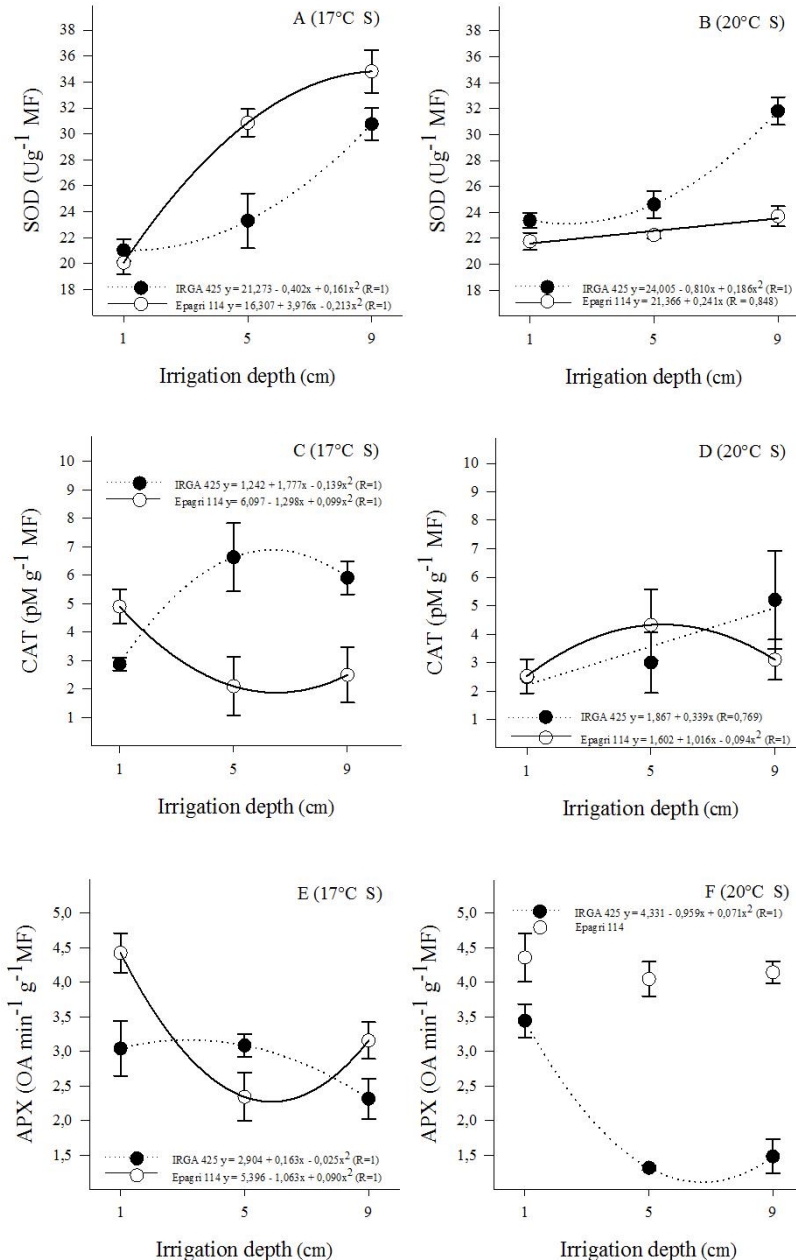 A (17°C S)
SOD (Ug⁻¹ MF)
38
36
34
32
30
28
26
24
22
20
18
IRGA 425 y = 21,273 - 0,402x + 0,161x² (R=1)
Epagri 114 y = 16,307 + 3,976x - 0,213x² (R=1)
1 5 9
Irrigation depth (cm)
B (20°C S)
SOD (Ug⁻¹ MF)
38
36
34
32
30
28
26
24
22
20
18
IRGA 425 y = 24,005 - 0,810x + 0,186x² (R=1)
Epagri 114 y = 21,366 + 0,241x (R = 0,848)
1 5 9
Irrigation depth (cm)
C (17°C S)
CAT (pM g⁻¹ MF)
10
9
8
7
6
5
4
3
2
1
IRGA 425 y = 1,242 + 1,777x - 0,139x² (R=1)
Epagri 114 y= 6,097 - 1,298x + 0,099x² (R=1)
1 5 9
Irrigation depth (cm)
D (20°C S)
CAT (pM g⁻¹ MF)
10
9
8
7
6
5
4
3
2
1
IRGA 425 y = 1,867 + 0,339x (R=0,769)
Epagri 114 y = 1,602 + 1,016x - 0,094x² (R=1)
1 5 9
Irrigation depth (cm)
E (17°C S)
APX (OA min⁻¹ g⁻¹MF)
5,0
4,5
4,0
3,5
3,0
2,5
2,0
1,5
IRGA 425 y = 2,904 + 0,163x - 0,025x² (R=1)
Epagri 114 y = 5,396 - 1,063x + 0,090x² (R=1)
1 5 9
Irrigation depth (cm)
F (20°C S)
APX (OA min⁻¹ g⁻¹MF)
5,0
4,5
4,0
3,5
3,0
2,5
2,0
1,5
IRGA 425 y = 4,331 - 0,959x + 0,071x² (R=1)
Epagri 114
1 5 9
Irrigation depth (cm)